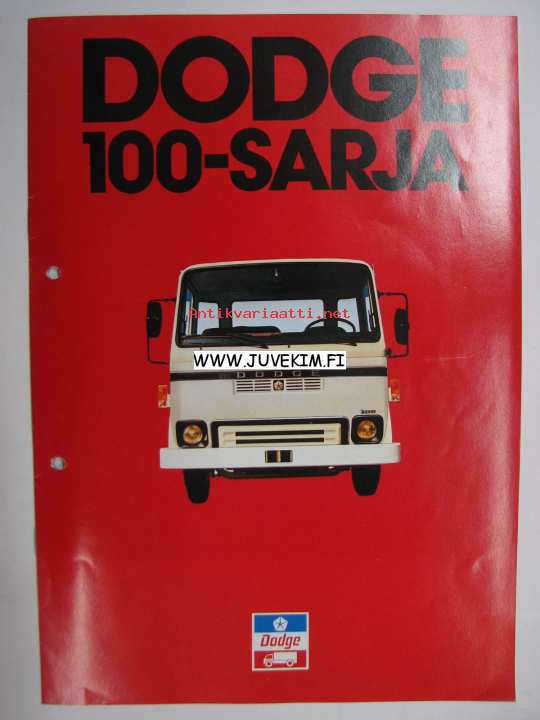 DODGE
100-SARJA
Antikvariaatti.net
WWW.JUVEKIM.FI
DODGE
Dodge